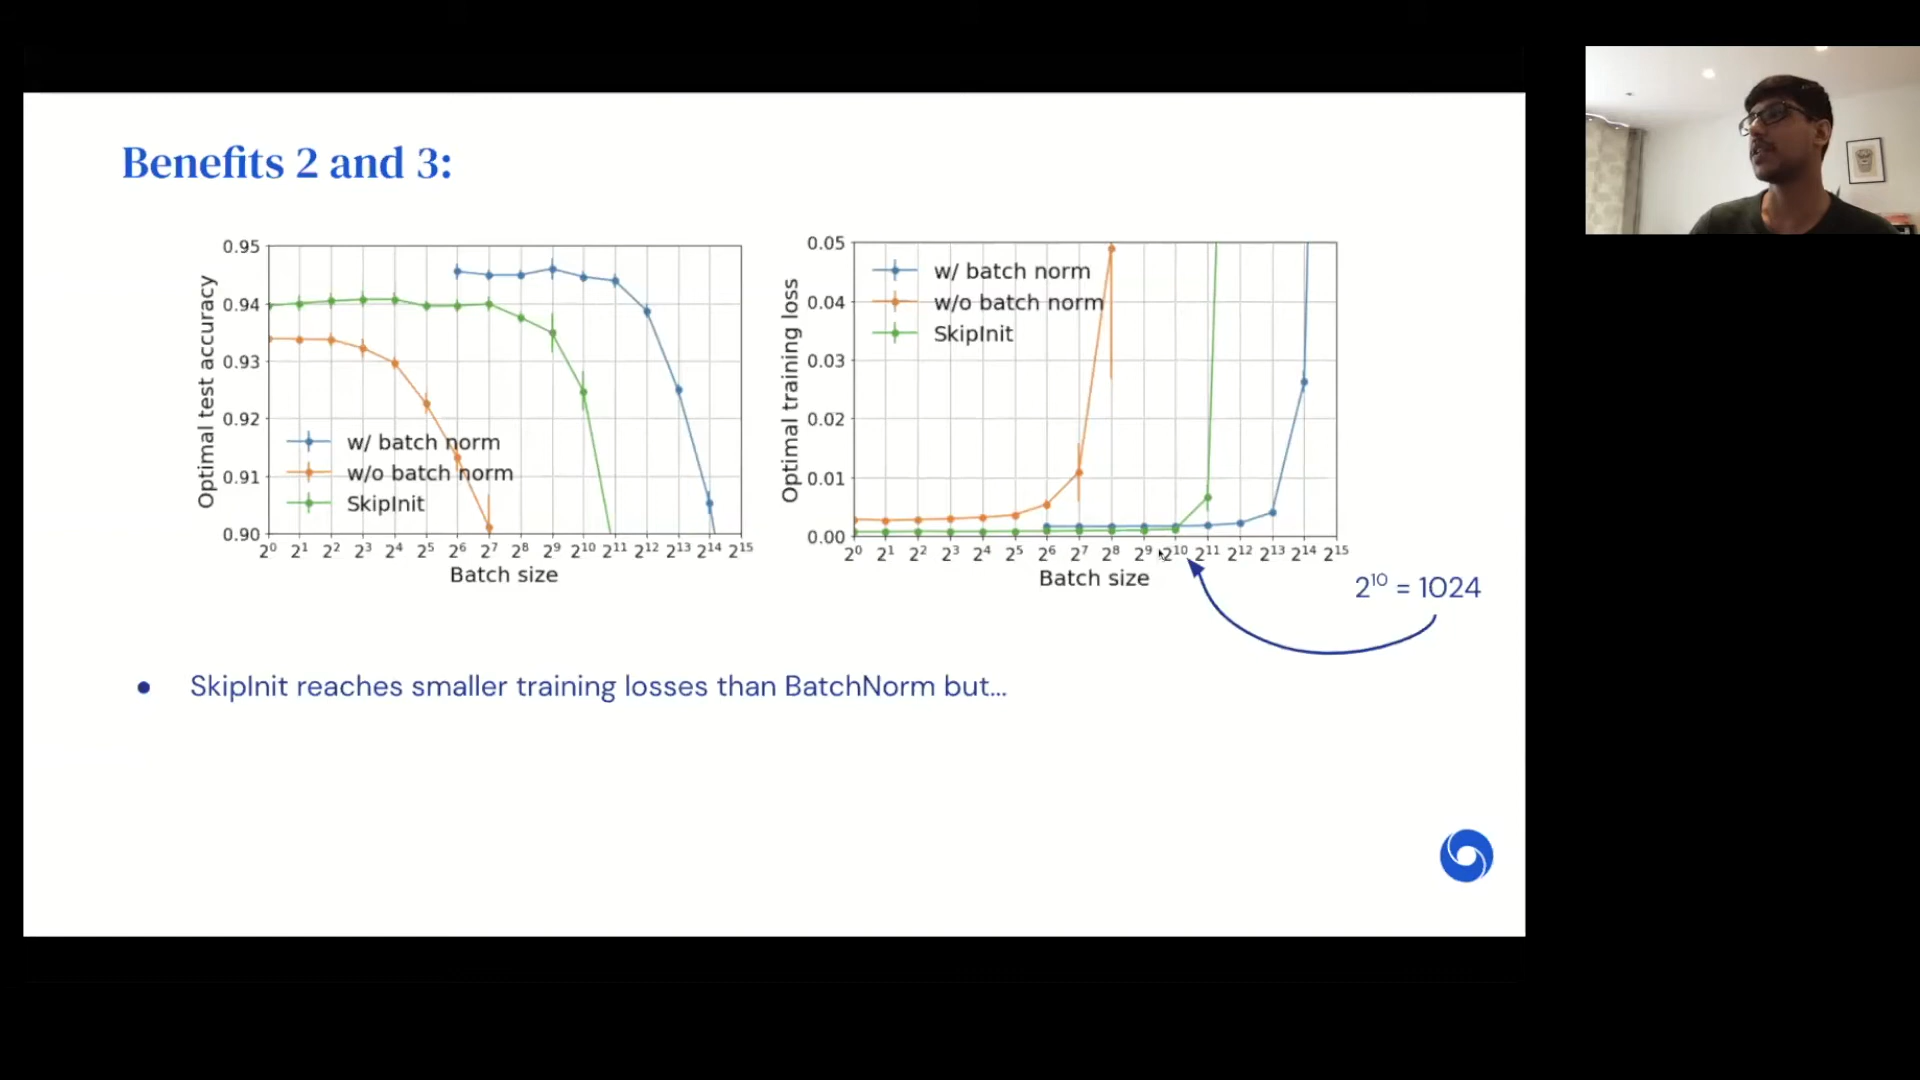 Benefits 2 and 3:
0.95
0.94
0.93
0.92
0.91
0.90
Optimal test accuracy
w/ batch norm
w/o batch norm
SkipInit
2⁰ 2¹ 2² 2³ 2⁴ 2⁵ 2⁶ 2⁷ 2⁸ 2⁹ 2¹⁰ 2¹¹ 2¹² 2¹³ 2¹⁴ 2¹⁵
Batch size
0.05
0.04
0.03
0.02
0.01
0.00
Optimal training loss
w/ batch norm
w/o batch norm
SkipInit
2⁰ 2¹ 2² 2³ 2⁴ 2⁵ 2⁶ 2⁷ 2⁸ 2⁹ 2¹⁰ 2¹¹ 2¹² 2¹³ 2¹⁴ 2¹⁵
Batch size
2¹⁰ = 1024
● SkipInit reaches smaller training losses than BatchNorm but...